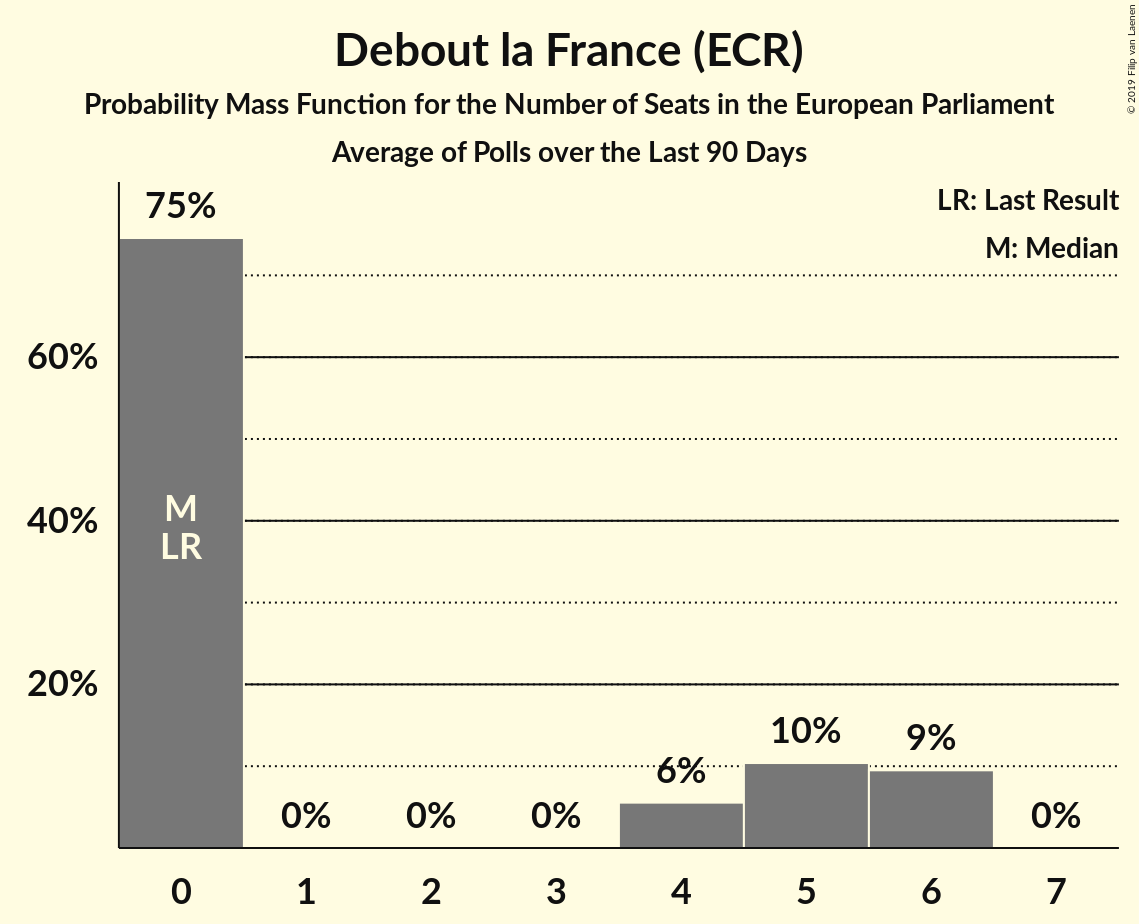 Debout la France (ECR)
Probability Mass Function for the Number of Seats in the European Parliament
Average of Polls over the Last 90 Days
© 2019 Filip van Laenen
LR: Last Result
M: Median
75%
60%
40%
20%
M
LR
0%
0%
0%
6%
10%
9%
0%
0
1
2
3
4
5
6
7